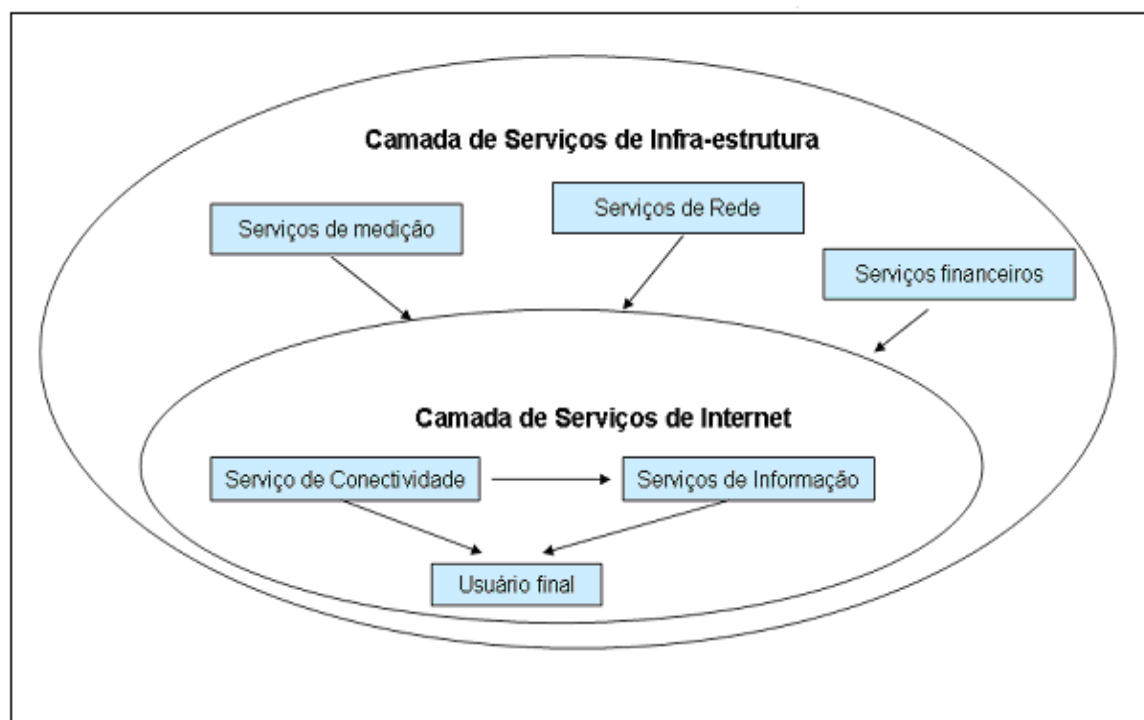 Camada de Serviços de Infra-estrutura
Serviços de medição
Serviços de Rede
Serviços financeiros
Camada de Serviços de Internet
Serviço de Conectividade
Serviços de Informação
Usuário final